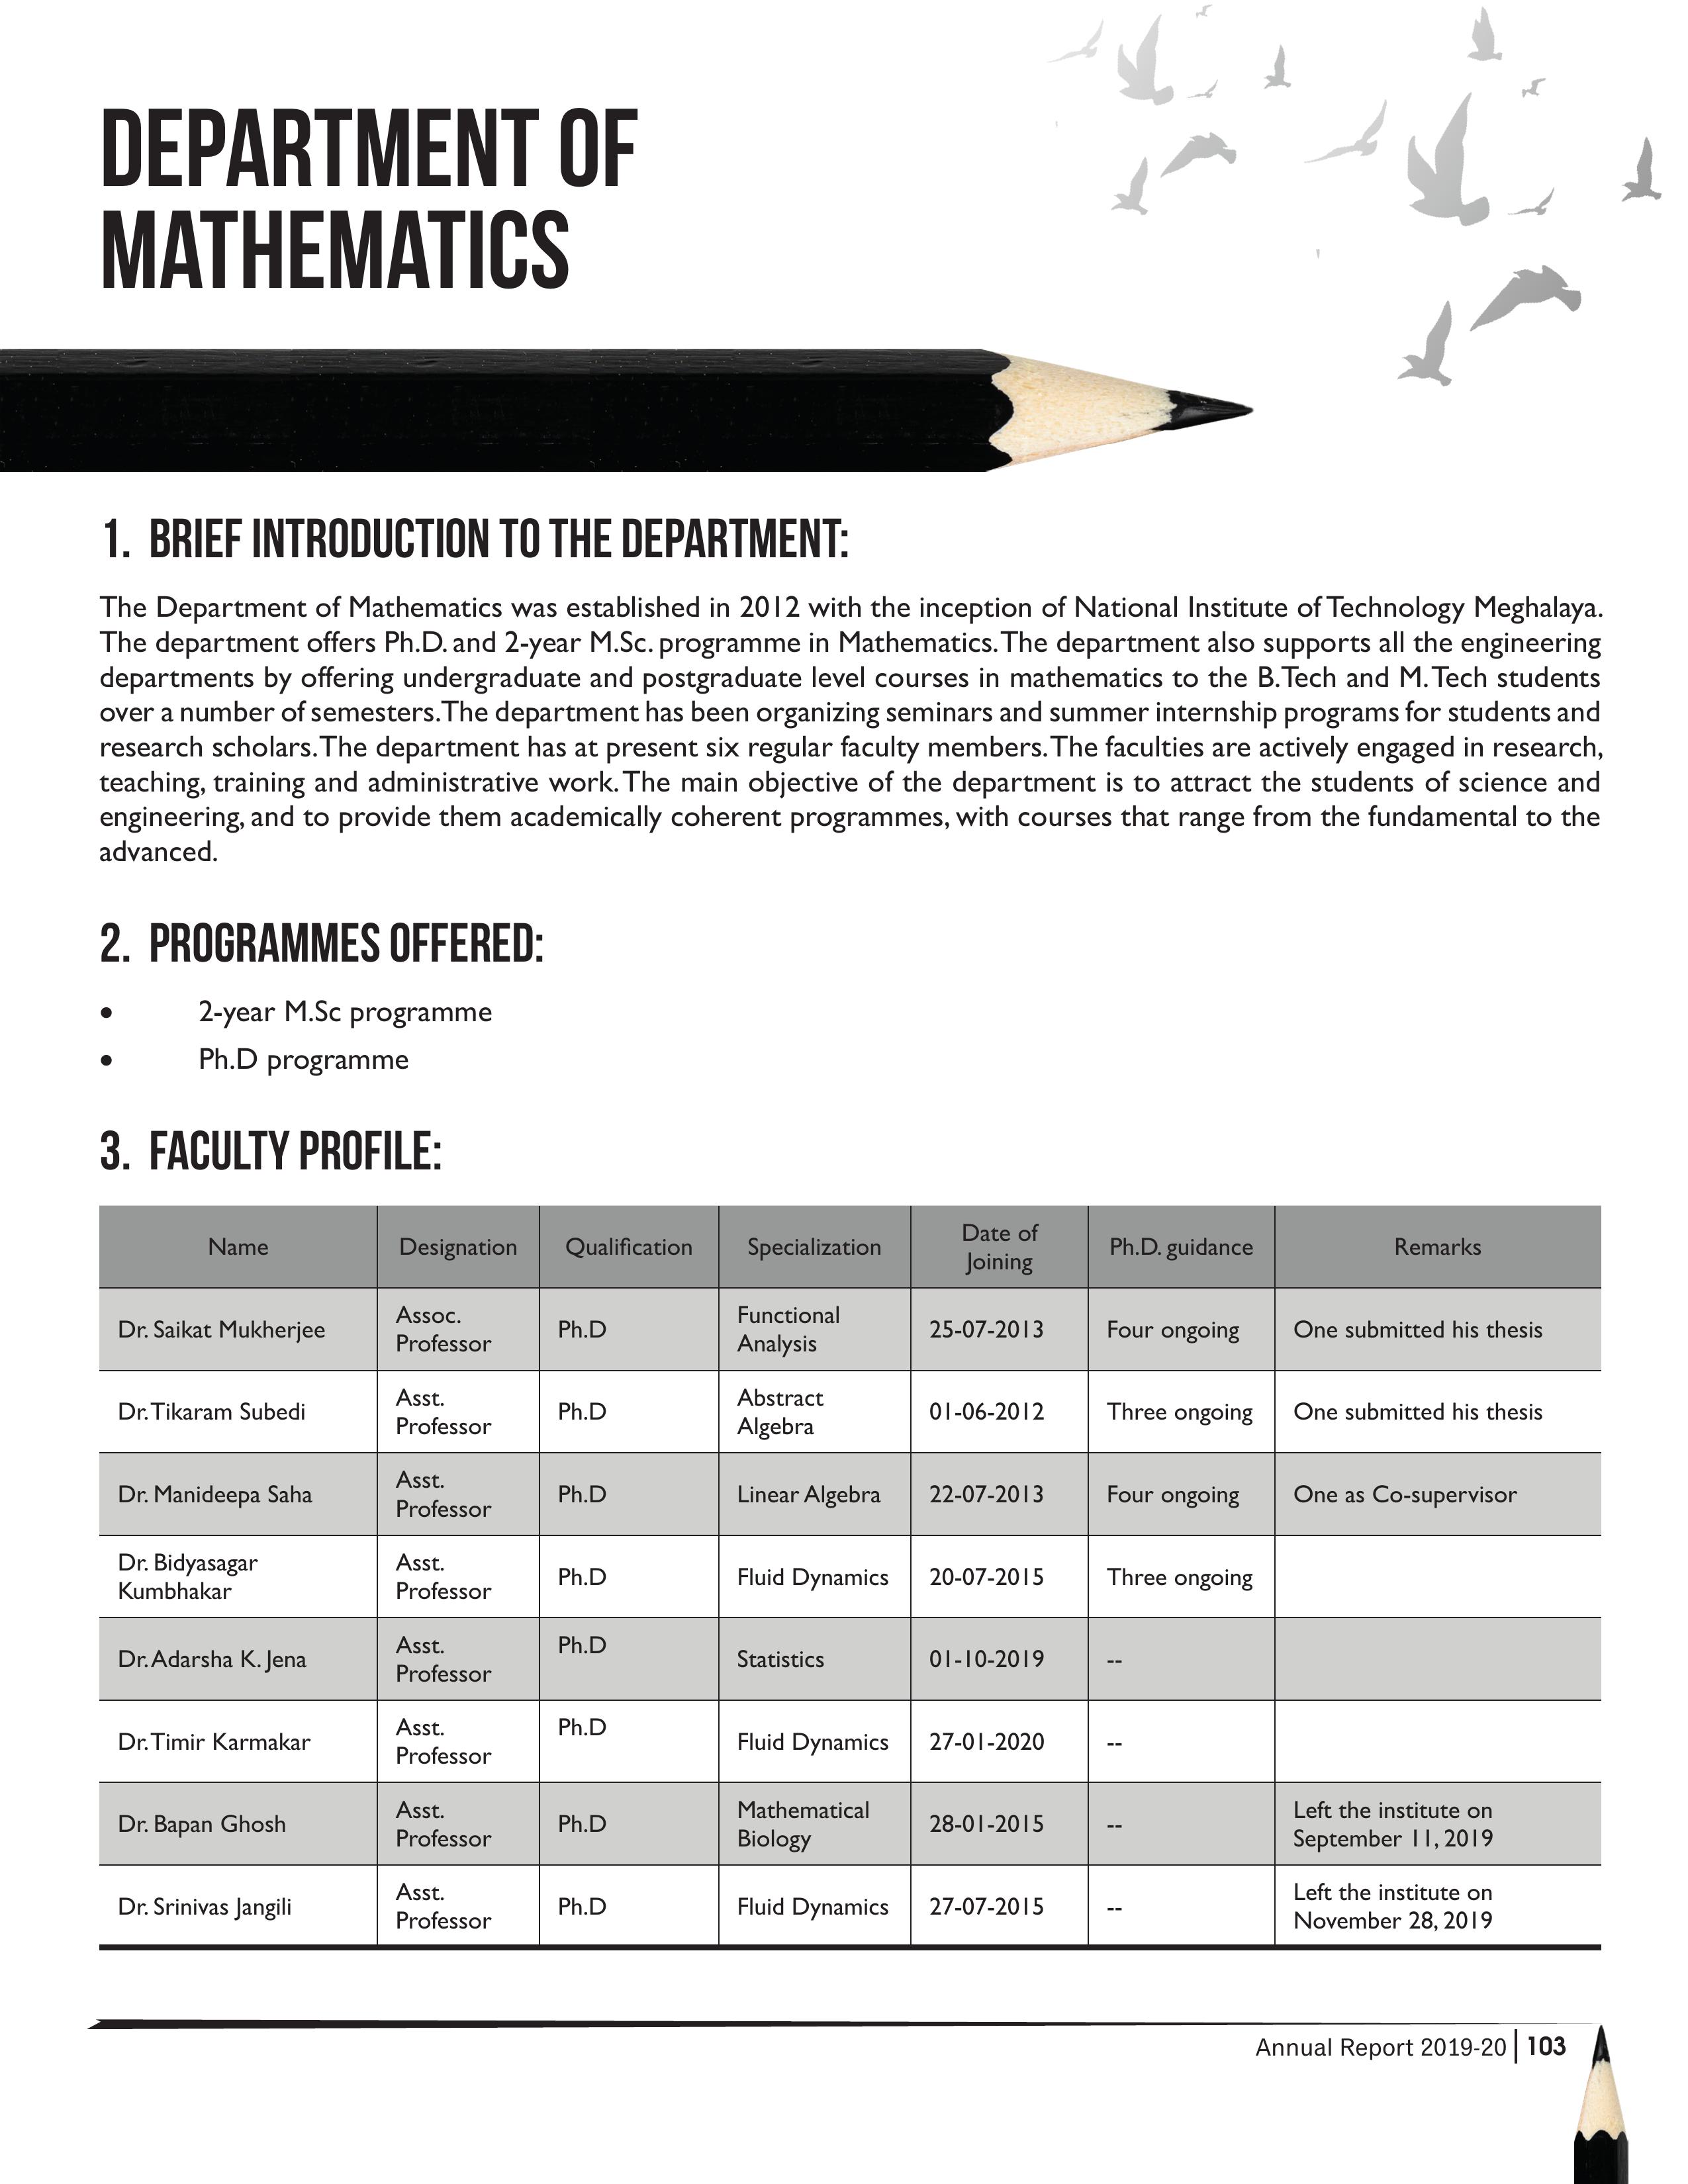 DEPARTMENT OF
MATHEMATICS
1. BRIEF INTRODUCTION TO THE DEPARTMENT:
The Department of Mathematics was established in 2012 with the inception of National Institute of Technology Meghalaya.
The department offers Ph.D. and 2-year M.Sc. programme in Mathematics. The department also supports all the engineering
departments by offering undergraduate and postgraduate level courses in mathematics to the B.Tech and M.Tech students
over a number of semesters. The department has been organizing seminars and summer internship programs for students and
research scholars. The department has at present six regular faculty members. The faculties are actively engaged in research,
teaching, training and administrative work. The main objective of the department is to attract the students of science and
engineering, and to provide them academically coherent programmes, with courses that range from the fundamental to the
advanced.
2. PROGRAMMES OFFERED:
• 2-year M.Sc programme
• Ph.D programme
3. FACULTY PROFILE:
Name Designation Qualification Specialization Date of Joining Ph.D. guidance Remarks
Dr. Saikat Mukherjee Assoc. Professor Ph.D Functional Analysis 25-07-2013 Four ongoing One submitted his thesis
Dr. Tikaram Subedi Asst. Professor Ph.D Abstract Algebra 01-06-2012 Three ongoing One submitted his thesis
Dr. Manideepa Saha Asst. Professor Ph.D Linear Algebra 22-07-2013 Four ongoing One as Co-supervisor
Dr. Bidyasagar Kumbhakar Asst. Professor Ph.D Fluid Dynamics 20-07-2015 Three ongoing
Dr. Adarsha K. Jena Asst. Professor Ph.D Statistics 01-10-2019 --
Dr. Timir Karmakar Asst. Professor Ph.D Fluid Dynamics 27-01-2020 --
Dr. Bapan Ghosh Asst. Professor Ph.D Mathematical Biology 28-01-2015 -- Left the institute on September 11, 2019
Dr. Srinivas Jangili Asst. Professor Ph.D Fluid Dynamics 27-07-2015 -- Left the institute on November 28, 2019
Annual Report 2019-20 | 103